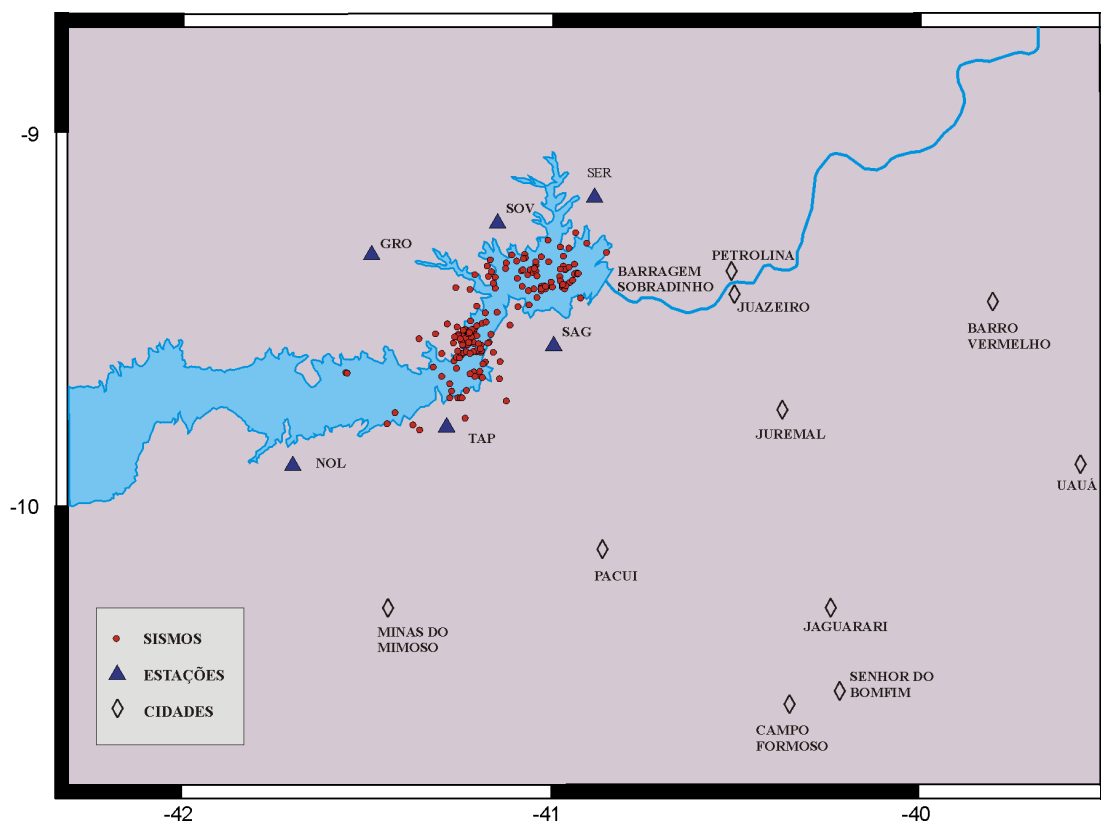 -9
SER
SOV
GRO
PETROLINA
BARRAGEM
SOBRADINHO
JUAZEIRO
SAG
BARRO
VERMELHO
JUREMAL
TAP
NOL
UAUÁ
-10
PACUI
MINAS DO
MIMOSO
JAGUARARI
SENHOR DO
BOMFIM
CAMPO
FORMOSO
SISMOS
ESTAÇÕES
CIDADES
-42
-41
-40